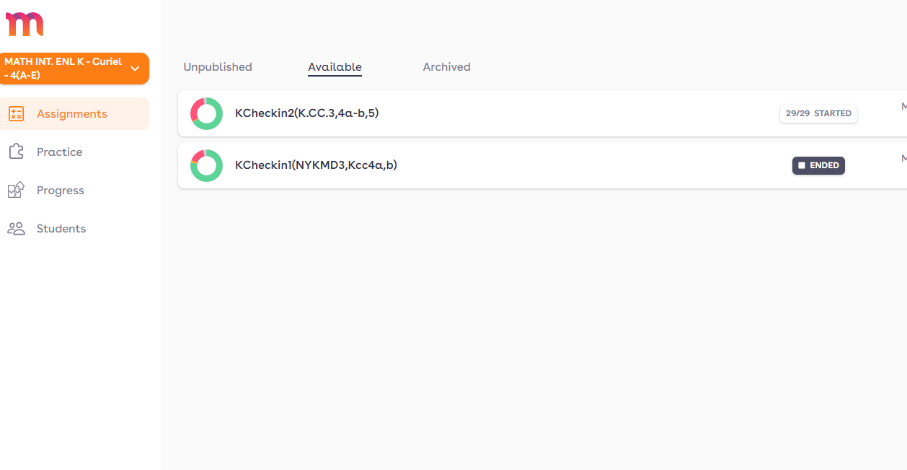 m
MATH INT. ENL K - Curiel
- 4(A-E)
Unpublished
Available
Archived
Assignments
Practice
Progress
Students
KCheckin2(K.CC.3,4a-b,5)
29/29 STARTED
M
KCheckin1(NYKMD3,Kcc4a,b)
ENDED
M